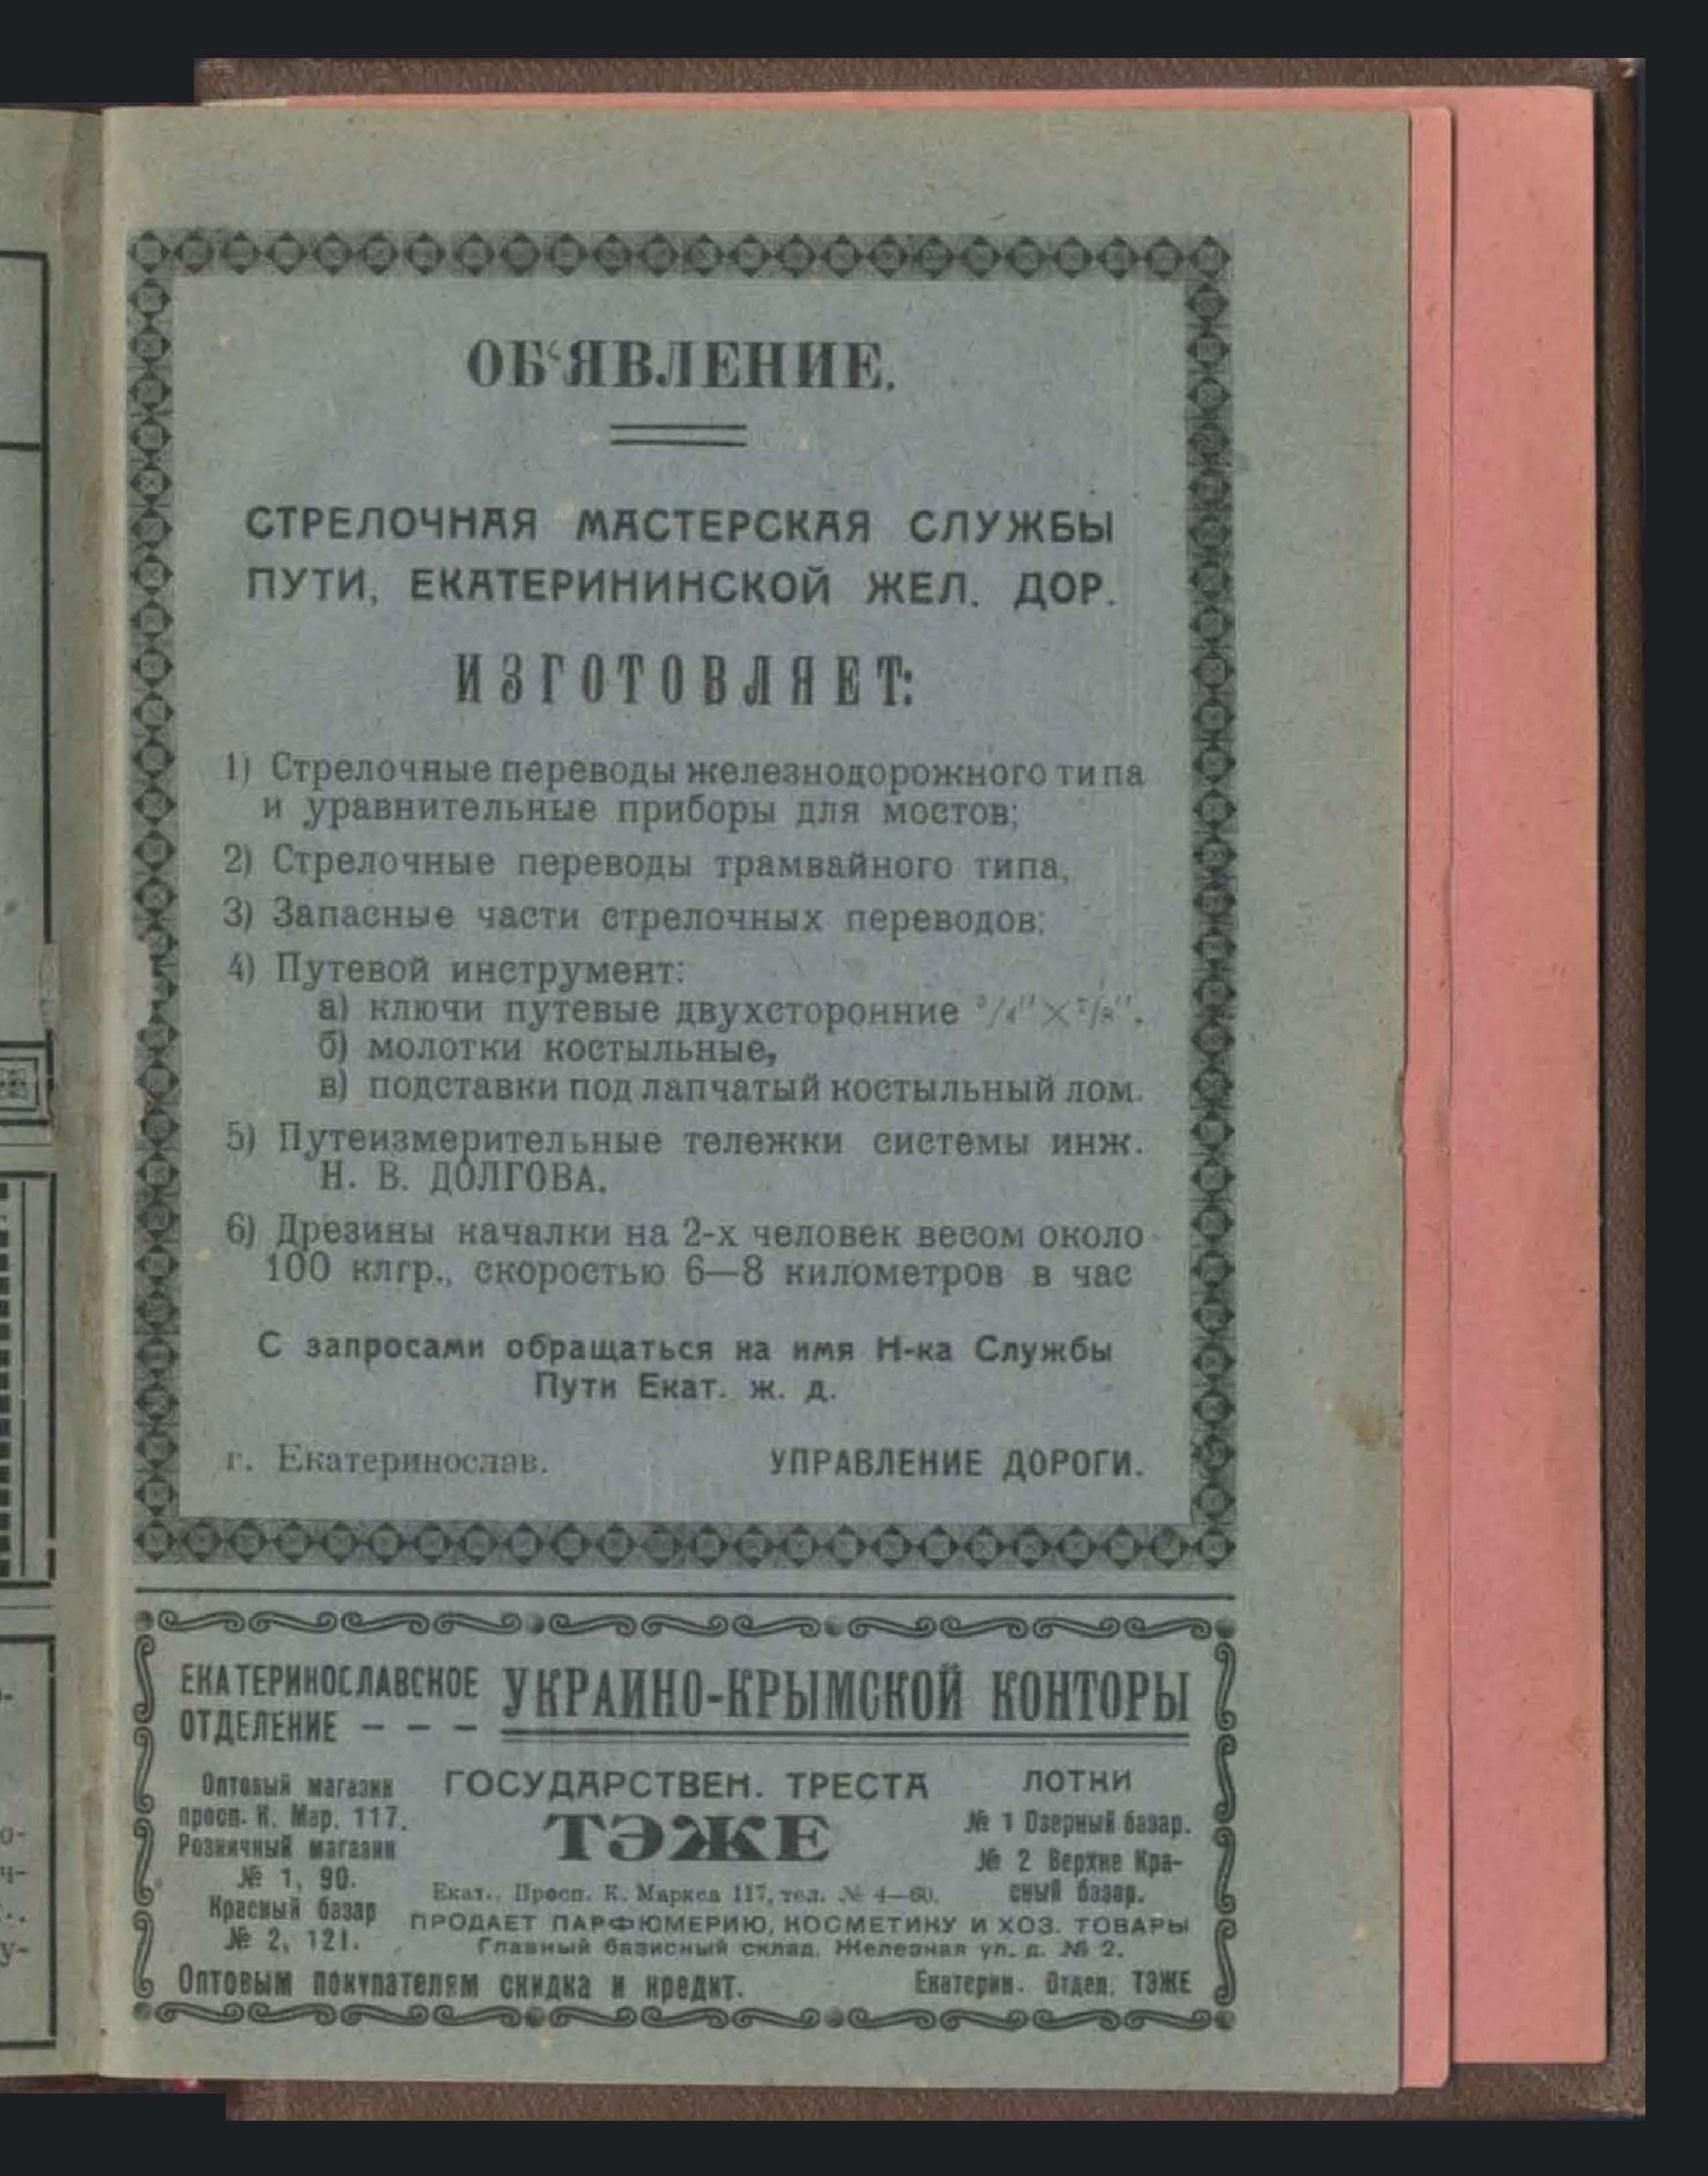 ОБ‘ЯВЛЕНИЕ.
СТРЕЛОЧНАЯ МАСТЕРСКАЯ СЛУЖБЫ
ПУТИ, ЕКАТЕРИНИНСКОЙ ЖЕЛ. ДОР.
ИЗГОТОВЛЯЕТ:
1) Стрелочные переводы железнодорожного типа
и уравнительные приборы для мостов;
2) Стрелочные переводы трамвайного типа,
3) Запасные части стрелочных переводов;
4) Путевой инструмент:
а) ключи путевые двухсторонние
б) молотки костыльные,
в) подставки под лапчатый костыльный лом.
5) Путеизмерительные тележки системы инж.
Н. В. ДОЛГОВА.
6) Дрезины качалки на 2-х человек весом около
100 клгр., скоростью 6—8 километров в час
С запросами обращаться на имя Н-ка Службы
Пути Екат. ж. д.
г. Екатеринослав. УПРАВЛЕНИЕ ДОРОГИ.
ЕКАТЕРИНОСЛАВСКОЕ
ОТДЕЛЕНИЕ – – –
УКРАИНО-КРЫМСКОЙ КОНТОРЫ
Оптовый магазин
просп. К. Мар. 117.
Розничный магазин
№ 1, 90.
Красный базар
№ 2, 121.
ГОСУДАРСТВЕН. ТРЕСТА
ТЭЖЕ
Екат., Просп. К. Маркса 117, тел. № 4—60.
ЛОТКИ
№ 1 Озерный базар.
№ 2 Верхне Кра-
сный базар.
ПРОДАЕТ ПАРФЮМЕРИЮ, КОСМЕТИКУ И ХОЗ. ТОВАРЫ
Главный базисный склад. Железная ул. д. № 2.
Оптовым покупателям скидка и кредит. Екатерин. Отдел. ТЭЖЕ